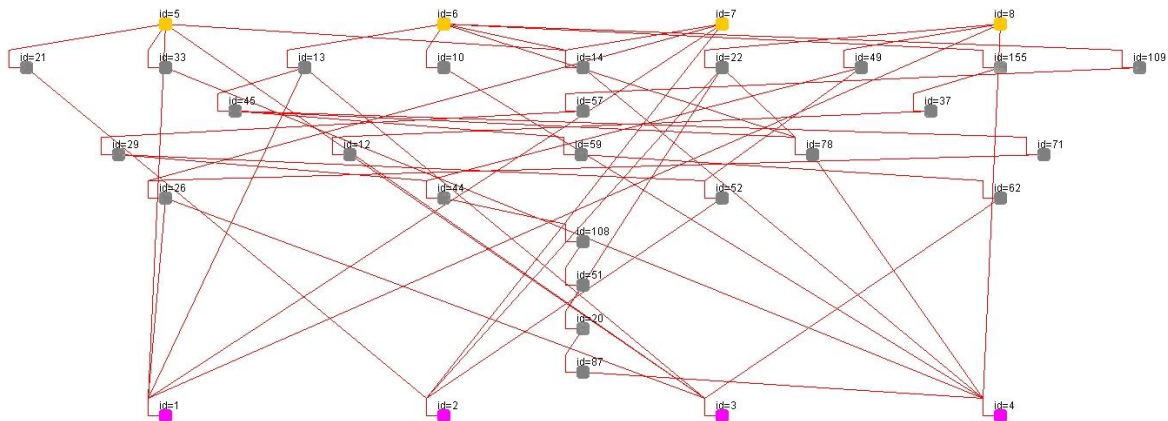 id=5 id=6 id=7 id=8
id=21 id=33 id=13 id=10 id=14 id=22 id=49 id=155 id=109
id=45 id=57 id=37
id=29 id=12 id=59 id=78 id=71
id=26 id=44 id=52 id=62
id=108
id=51
id=20
id=87
id=1 id=2 id=3 id=4